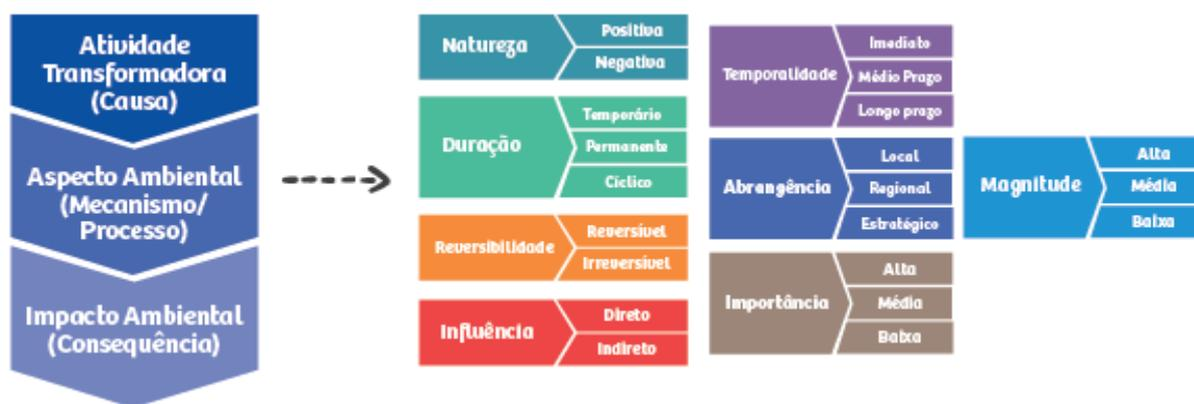 Atividade
Transformadora
(Causa)
Aspecto Ambiental
(Mecanismo/
Processo)
Impacto Ambiental
(Consequência)
Natureza
Positiva
Negativa
Duração
Temporário
Permanente
Cíclico
Reversibilidade
Reversível
Irreversível
Influência
Direto
Indireto
Temporalidade
Imediato
Médio Prazo
Longo prazo
Abrangência
Local
Regional
Estratégico
Importância
Alta
Média
Baixa
Magnitude
Alta
Média
Baixa